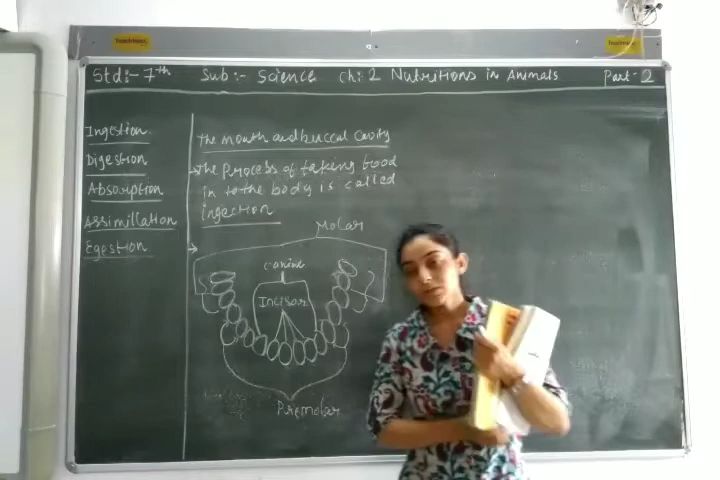 Std:- 7th Sub:- Science Ch: 2 Nutritions in Animals Part-2
Ingestion.
Digestion
Absorption
Assimillation
Egestion
The mouth and buccal cavity
The process of taking food
in to the body is called
ingestion
Molar
Canine
Incisar
Premolar